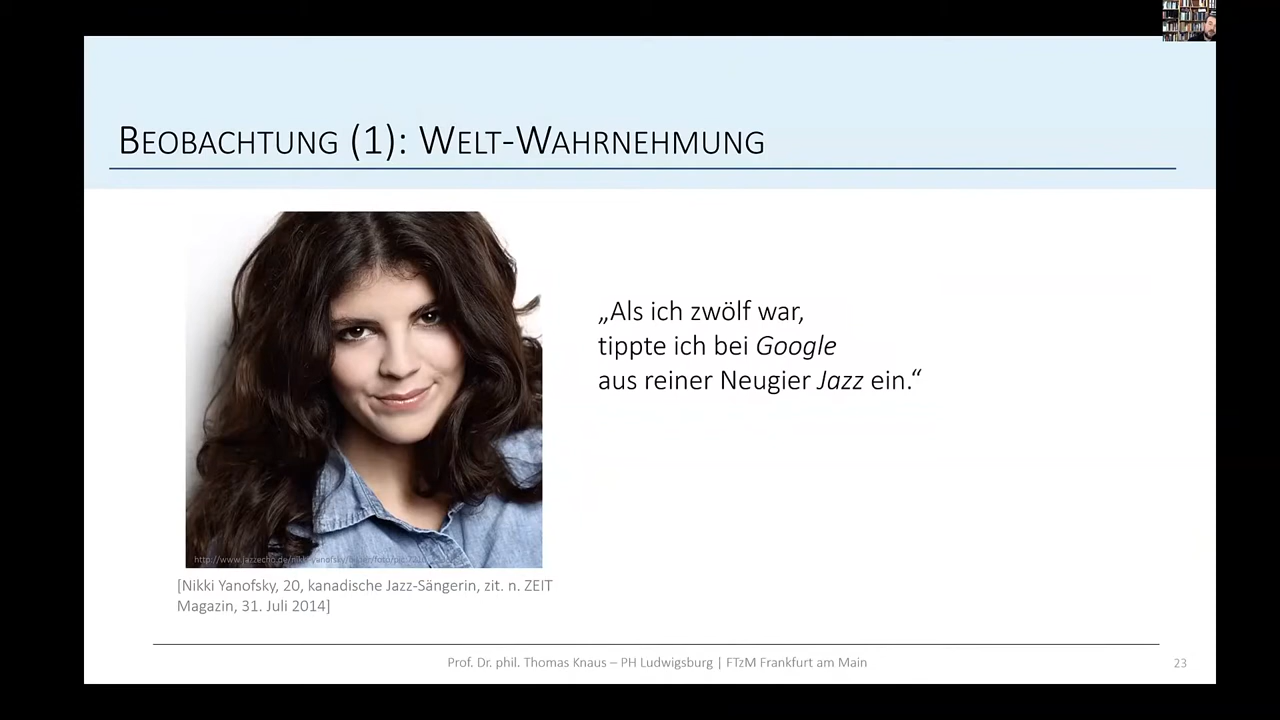 BEOBACHTUNG (1): WELT-WAHRNEHMUNG
„Als ich zwölf war,
tippte ich bei Google
aus reiner Neugier Jazz ein.“
[Nikki Yanofsky, 20, kanadische Jazz-Sängerin, zit. n. ZEIT
Magazin, 31. Juli 2014]
Prof. Dr. phil. Thomas Knaus – PH Ludwigsburg | FTzM Frankfurt am Main
23